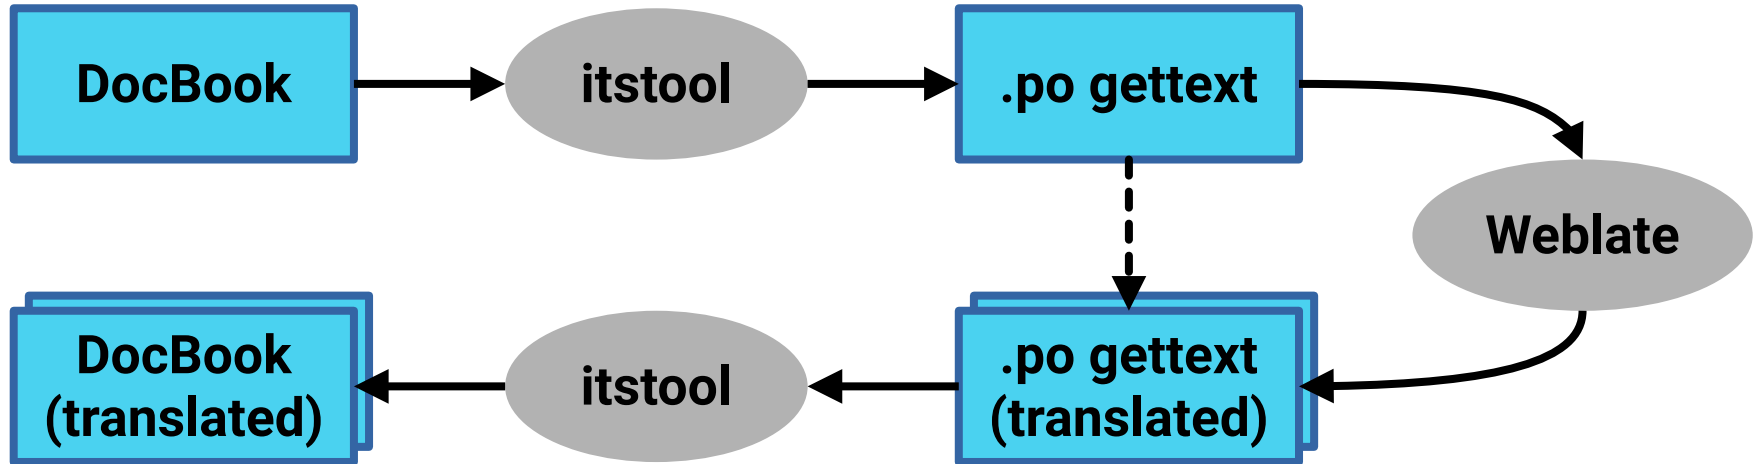 DocBook
itstool
.po gettext
Weblate
DocBook
(translated)
itstool
.po gettext
(translated)